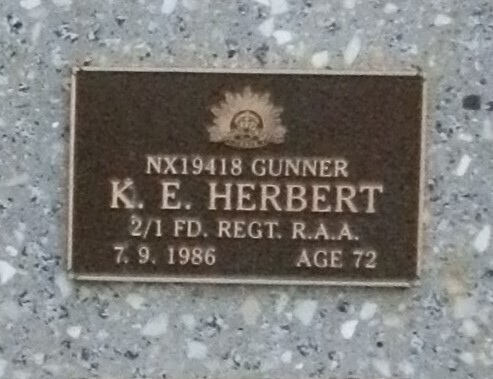 NX19418 GUNNER
K. E. HERBERT
2/1 FD. REGT. R.A.A.
7. 9. 1986 AGE 72